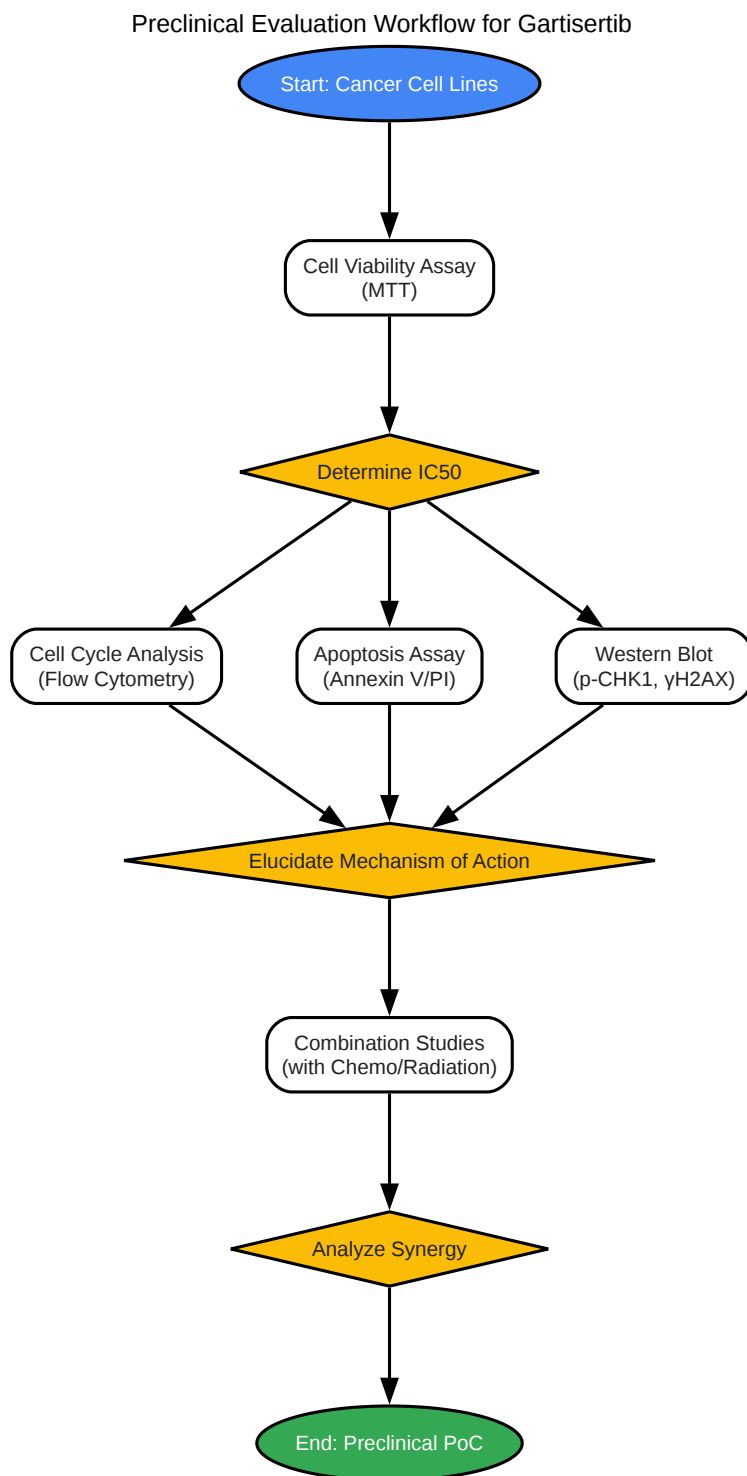 Preclinical Evaluation Workflow for Gartisertib
Start: Cancer Cell Lines
Cell Viability Assay
(MTT)
Determine IC50
Cell Cycle Analysis
(Flow Cytometry)
Apoptosis Assay
(Annexin V/PI)
Western Blot
(p-CHK1, γH2AX)
Elucidate Mechanism of Action
Combination Studies
(with Chemo/Radiation)
Analyze Synergy
End: Preclinical PoC